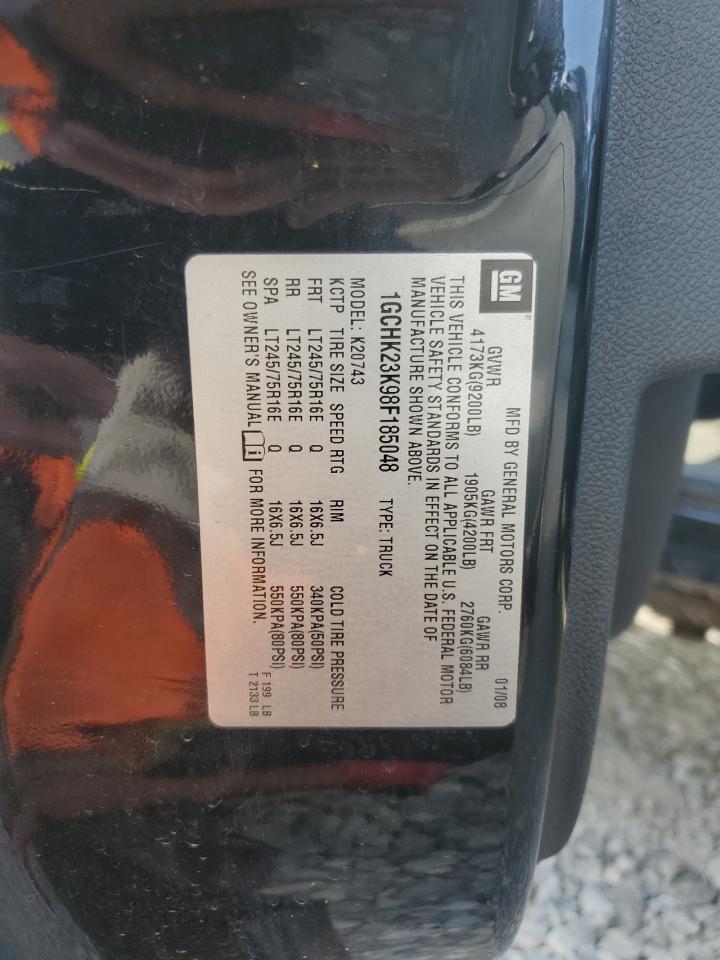 GM
MFD BY GENERAL MOTORS CORP. 01/08
GVWR GAWR FRT GAWR RR
4173KG(9200LB) 1905KG(4200LB) 2760KG(6084LB)
THIS VEHICLE CONFORMS TO ALL APPLICABLE U.S. FEDERAL MOTOR
VEHICLE SAFETY STANDARDS IN EFFECT ON THE DATE OF
MANUFACTURE SHOWN ABOVE.
1GCHK23K98F185048 TYPE: TRUCK
MODEL: K20743
KCTP TIRE SIZE SPEED RTG RIM COLD TIRE PRESSURE
FRT LT245/75R16E Q 16X6.5J 340KPA(50PSI)
RR LT245/75R16E Q 16X6.5J 550KPA(80PSI)
SPA LT245/75R16E Q 16X6.5J 550KPA(80PSI)
SEE OWNER'S MANUAL i FOR MORE INFORMATION.
F 199 LB
T 2133 LB